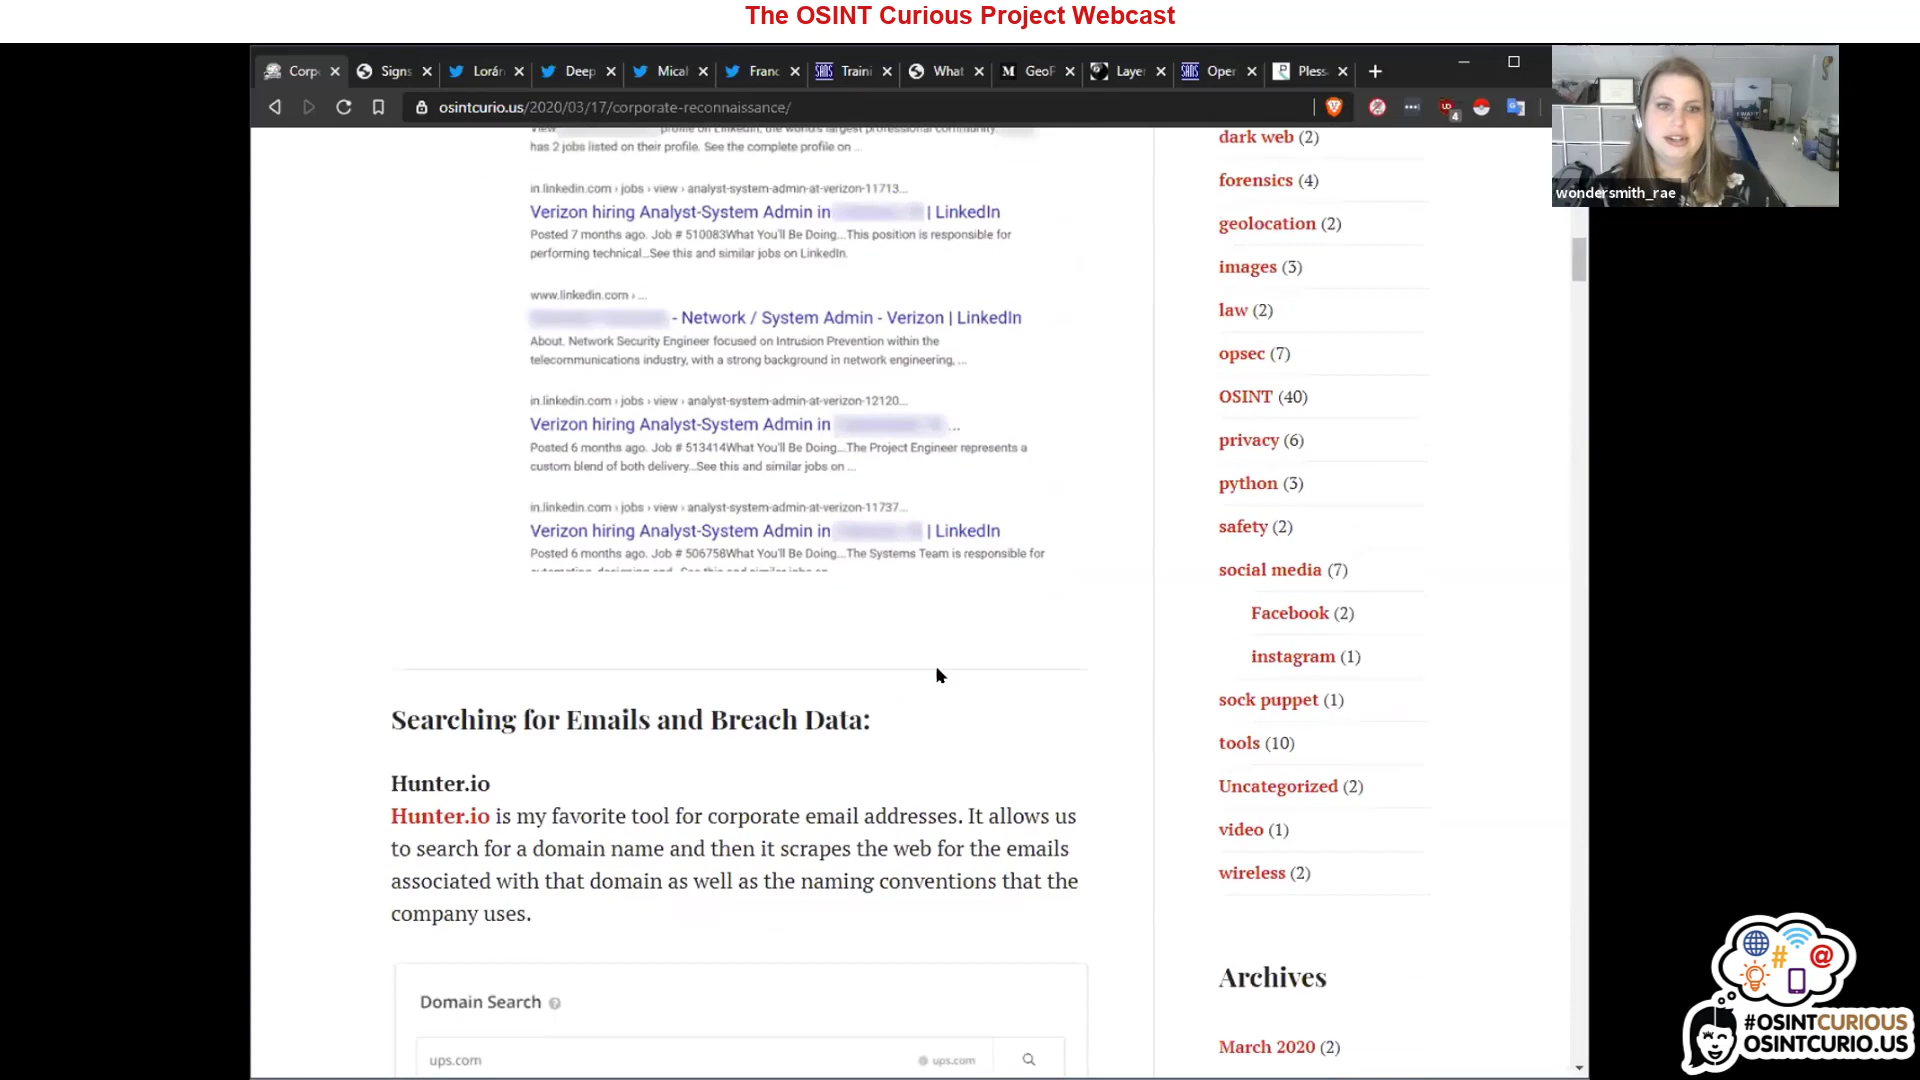 The OSINT Curious Project Webcast
Corp
Signs
Lorán
Deep
Mical
Franc
SANS Traini
What
M GeoF
Laye
SANS Oper
Pless
osintcurio.us/2020/03/17/corporate-reconnaissance/
4
wondersmith_rae
View profile on LinkedIn, the world's largest professional community.
has 2 jobs listed on their profile. See the complete profile on ...
in.linkedin.com › jobs › view › analyst-system-admin-at-verizon-11713...
Verizon hiring Analyst-System Admin in | LinkedIn
Posted 7 months ago. Job # 510083What You'll Be Doing...This position is responsible for
performing technical...See this and similar jobs on LinkedIn.
www.linkedin.com › ...
- Network / System Admin - Verizon | LinkedIn
About. Network Security Engineer focused on Intrusion Prevention within the
telecommunications industry, with a strong background in network engineering, ...
in.linkedin.com › jobs › view › analyst-system-admin-at-verizon-12120...
Verizon hiring Analyst-System Admin in ...
Posted 6 months ago. Job # 513414What You'll Be Doing...The Project Engineer represents a
custom blend of both delivery...See this and similar jobs on ...
in.linkedin.com › jobs › view › analyst-system-admin-at-verizon-11737...
Verizon hiring Analyst-System Admin in | LinkedIn
Posted 6 months ago. Job # 506758What You'll Be Doing...The Systems Team is responsible for
Searching for Emails and Breach Data:
Hunter.io
Hunter.io is my favorite tool for corporate email addresses. It allows us
to search for a domain name and then it scrapes the web for the emails
associated with that domain as well as the naming conventions that the
company uses.
Domain Search ?
ups.com ups.com
dark web (2)
forensics (4)
geolocation (2)
images (3)
law (2)
opsec (7)
OSINT (40)
privacy (6)
python (3)
safety (2)
social media (7)
Facebook (2)
instagram (1)
sock puppet (1)
tools (10)
Uncategorized (2)
video (1)
wireless (2)
Archives
March 2020 (2)
#OSINTCURIOUS
OSINTCURIO.US